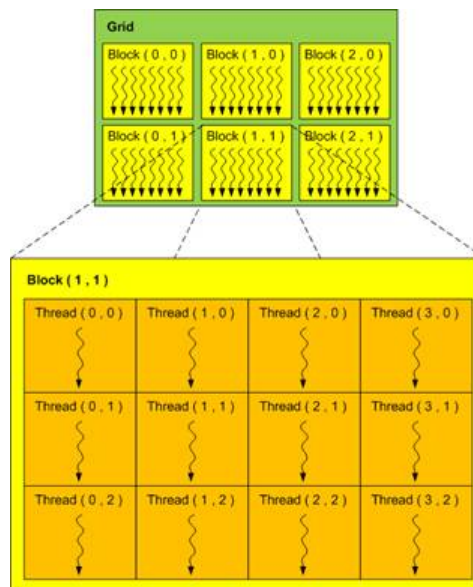 Grid
Block ( 0 , 0 ) Block ( 1 , 0 ) Block ( 2 , 0 )
Block ( 0 , 1 ) Block ( 1 , 1 ) Block ( 2 , 1 )
Block ( 1 , 1 )
Thread ( 0 , 0 ) Thread ( 1 , 0 ) Thread ( 2 , 0 ) Thread ( 3 , 0 )
Thread ( 0 , 1 ) Thread ( 1 , 1 ) Thread ( 2 , 1 ) Thread ( 3 , 1 )
Thread ( 0 , 2 ) Thread ( 1 , 2 ) Thread ( 2 , 2 ) Thread ( 3 , 2 )